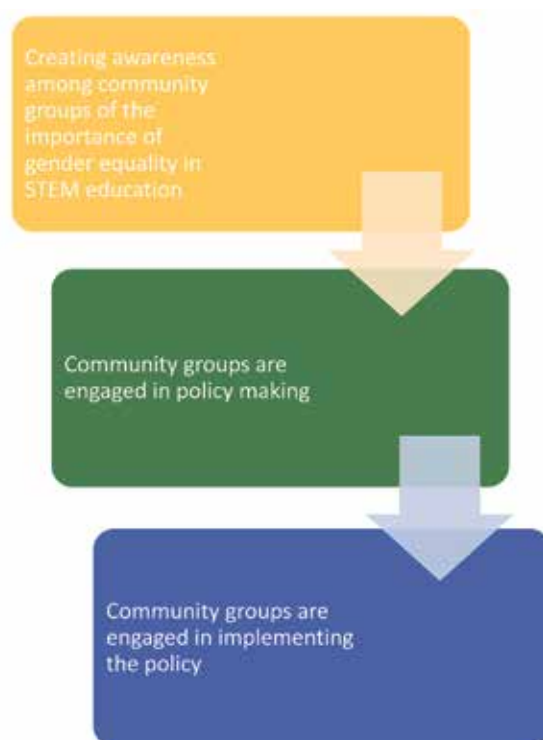 Creating awareness
among community
groups of the
importance of
gender equality in
STEM education
Community groups are
engaged in policy making
Community groups are
engaged in implementing
the policy